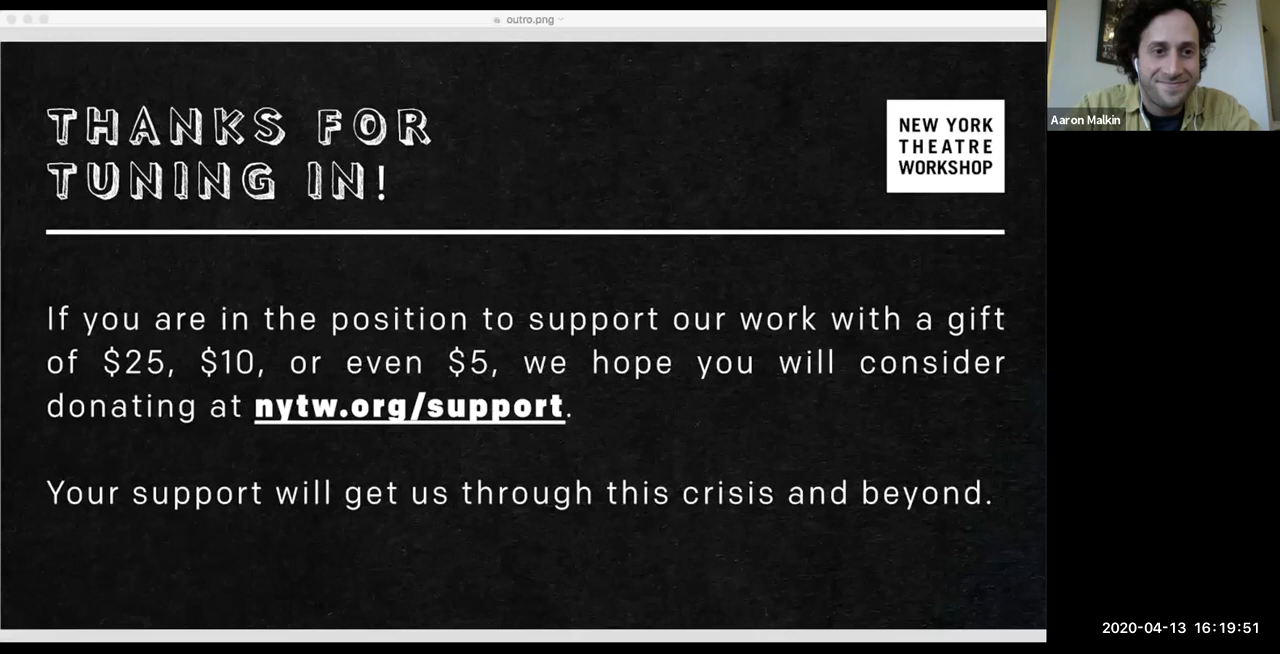 outro.png
THANKS FOR
TUNING IN!
NEW YORK
THEATRE
WORKSHOP
If you are in the position to support our work with a gift
of $25, $10, or even $5, we hope you will consider
donating at nytw.org/support.
Your support will get us through this crisis and beyond.
Aaron Malkin
2020-04-13 16:19:51